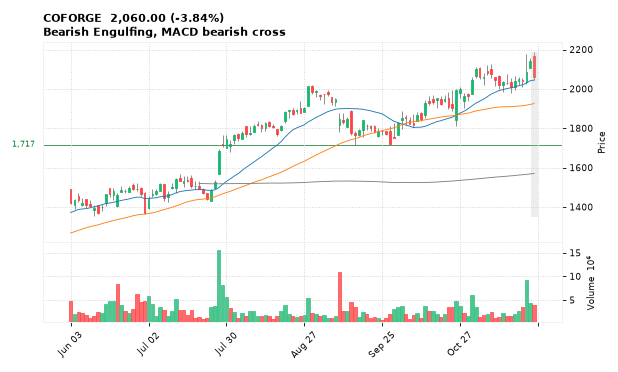 COFORGE 2,060.00 (-3.84%)
Bearish Engulfing, MACD bearish cross
2200
2000
1800
1,717
1600
1400
Price
15
10
5
Volume 10⁶
Jun 03
Jul 02
Jul 30
Aug 27
Sep 25
Oct 27